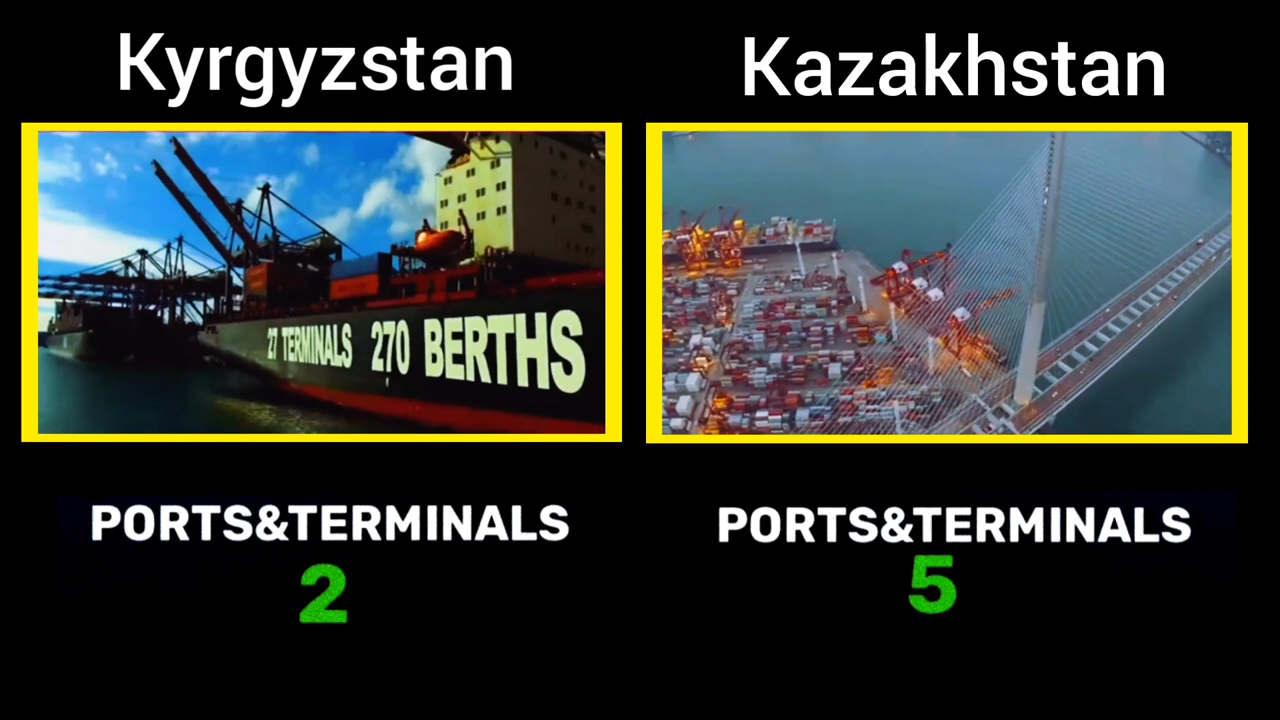 Kyrgyzstan
Kazakhstan
27 TERMINALS 270 BERTHS
PORTS&TERMINALS
2
PORTS&TERMINALS
5